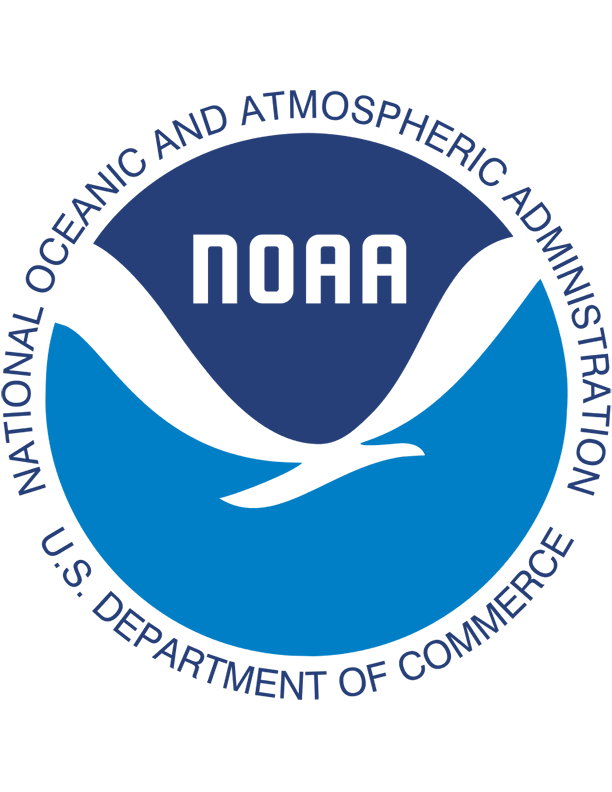 NATIONAL OCEANIC AND ATMOSPHERIC ADMINISTRATION
NOAA
U.S. DEPARTMENT OF COMMERCE